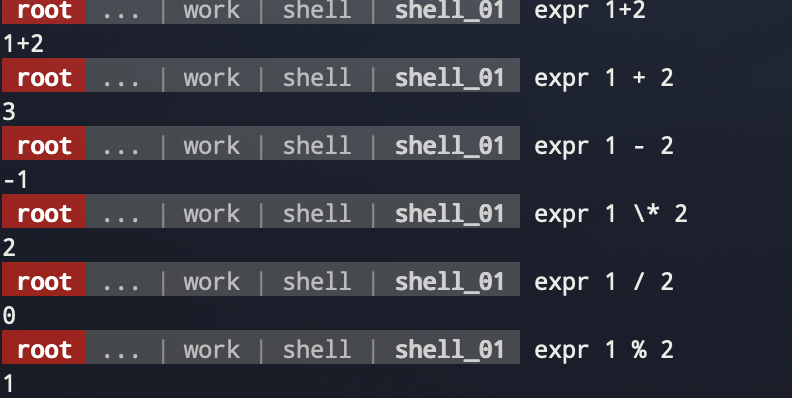 root ... | work | shell | shell_01 expr 1+2
1+2
root ... | work | shell | shell_01 expr 1 + 2
3
root ... | work | shell | shell_01 expr 1 - 2
-1
root ... | work | shell | shell_01 expr 1 \* 2
2
root ... | work | shell | shell_01 expr 1 / 2
0
root ... | work | shell | shell_01 expr 1 % 2
1